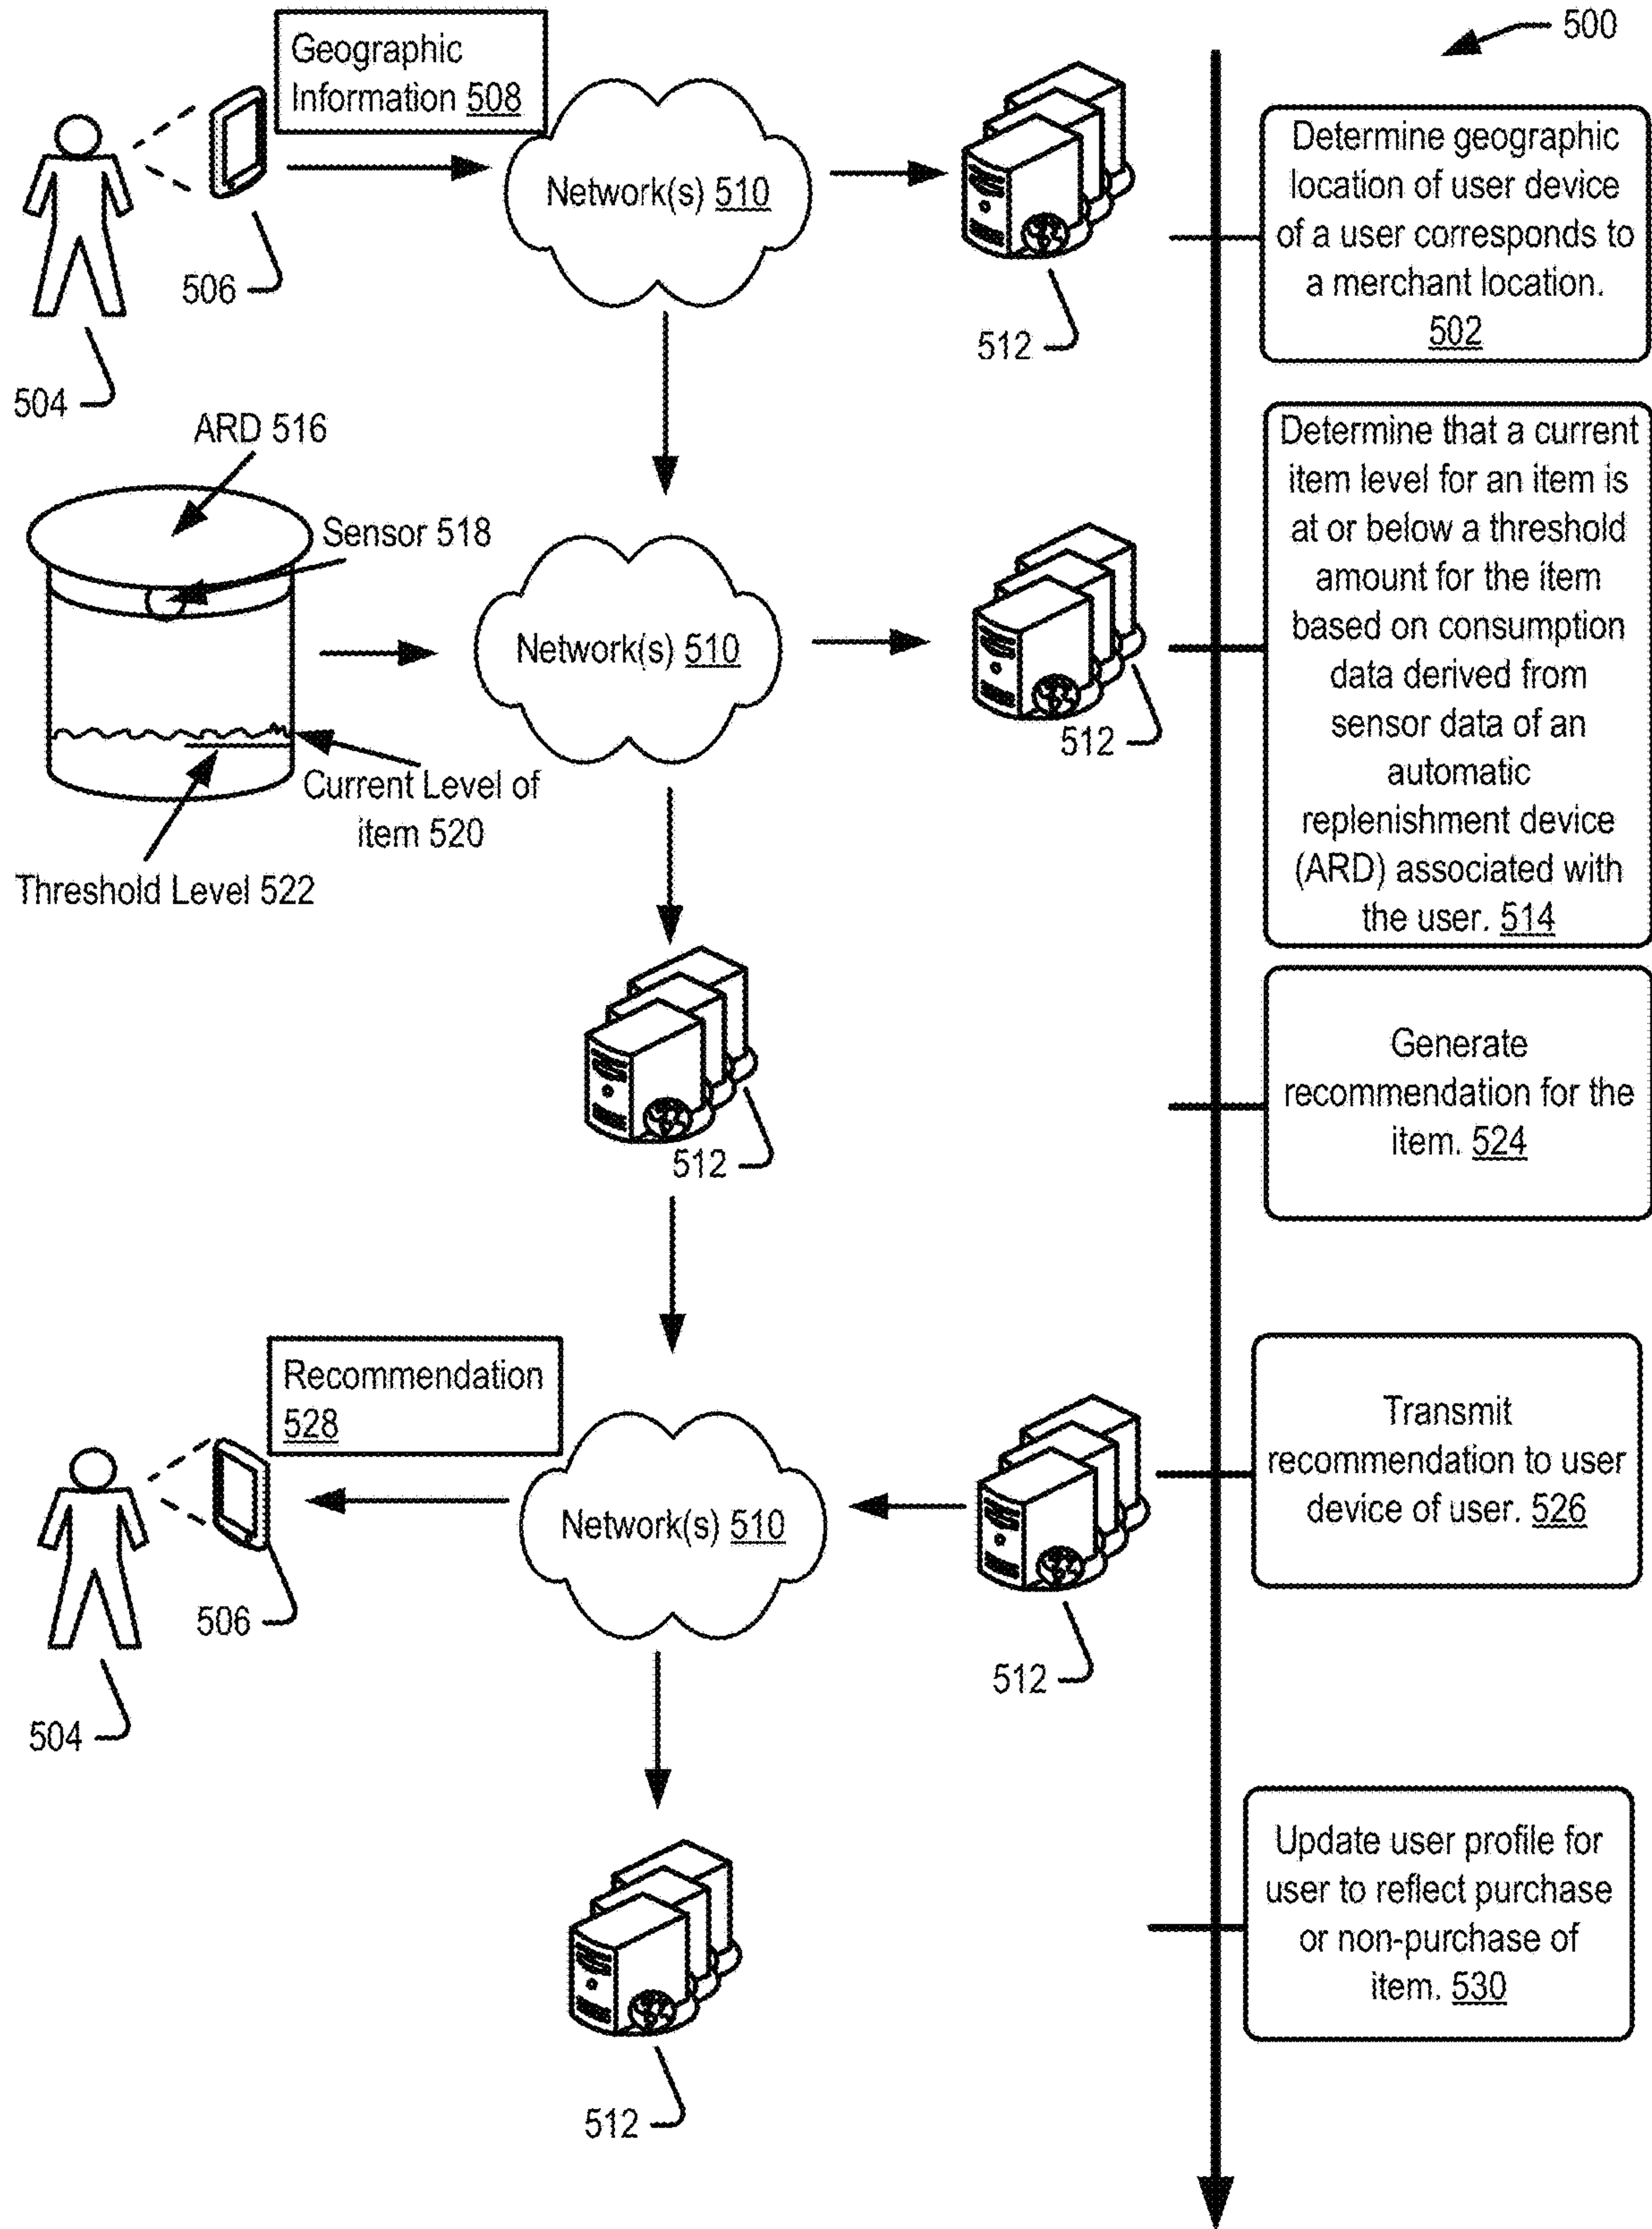 500
Geographic
Information 508
Network(s) 510
506
504
512
Determine geographic
location of user device
of a user corresponds to
a merchant location.
502
ARD 516
Sensor 518
Network(s) 510
512
Current Level of
item 520
Threshold Level 522
Determine that a current
item level for an item is
at or below a threshold
amount for the item
based on consumption
data derived from
sensor data of an
automatic
replenishment device
(ARD) associated with
the user. 514
512
Generate
recommendation for the
item. 524
Recommendation
528
Network(s) 510
506
504
512
Transmit
recommendation to user
device of user. 526
512
Update user profile for
user to reflect purchase
or non-purchase of
item. 530